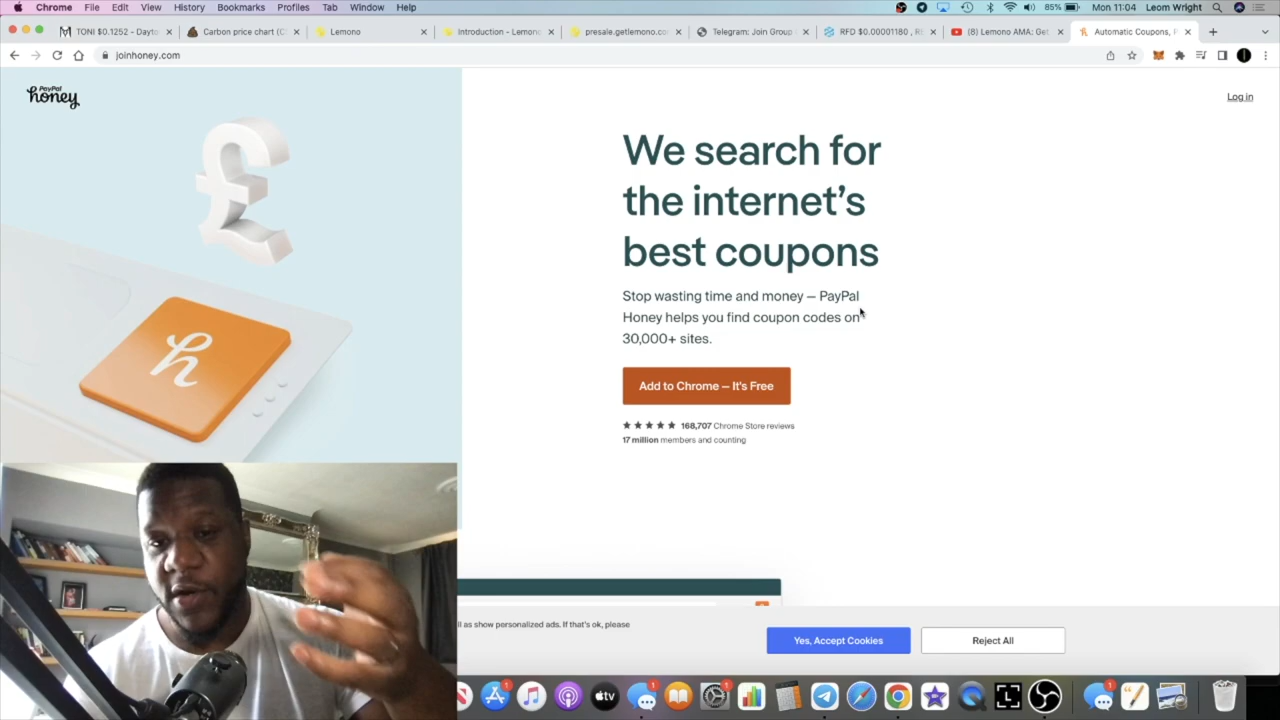 Chrome File Edit View History Bookmarks Profiles Tab Window Help 85% Mon 11:04 Leom Wright
TONI $0.1252 - Dayto Carbon price chart (C Lemono Introduction - Lemono presale.getlemono.co Telegram: Join Group RFD $0.00001180 , R (8) Lemono AMA: Get Automatic Coupons, P
joinhoney.com
PayPal
honey
Log in
£
h
We search for
the internet's
best coupons
Stop wasting time and money – PayPal
Honey helps you find coupon codes on
30,000+ sites.
Add to Chrome – It's Free
168,707 Chrome Store reviews
17 million members and counting
ll as show personalized ads. If that's ok, please
Yes, Accept Cookies
Reject All
tv